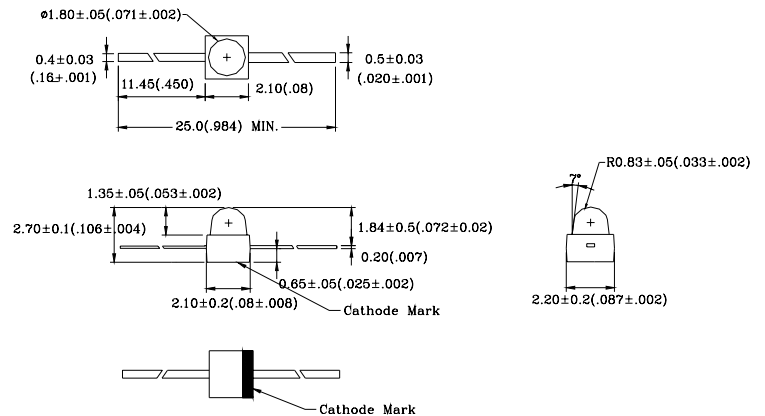 ø1.80±.05(.071±.002)
0.4±0.03
(.16±.001)
0.5±0.03
(.020±.001)
11.45(.450)
2.10(.08)
25.0(.984) MIN.
1.35±.05(.053±.002)
2.70±0.1(.106±.004)
1.84±0.5(.072±0.02)
0.20(.007)
0.65±.05(.025±.002)
2.10±0.2(.08±.008)
Cathode Mark
7°
R0.83±.05(.033±.002)
2.20±0.2(.087±.002)
Cathode Mark